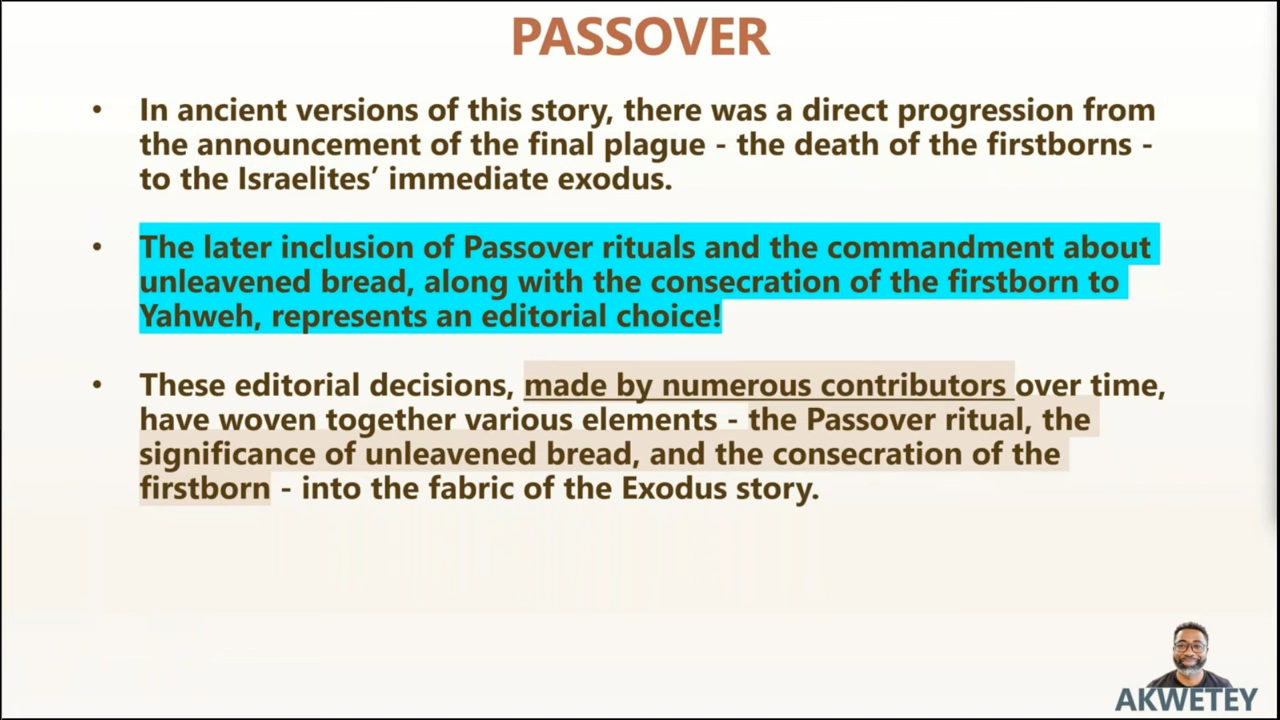 PASSOVER
• In ancient versions of this story, there was a direct progression from
the announcement of the final plague - the death of the firstborns -
to the Israelites’ immediate exodus.
• The later inclusion of Passover rituals and the commandment about
unleavened bread, along with the consecration of the firstborn to
Yahweh, represents an editorial choice!
• These editorial decisions, made by numerous contributors over time,
have woven together various elements - the Passover ritual, the
significance of unleavened bread, and the consecration of the
firstborn - into the fabric of the Exodus story.
AKWETEY